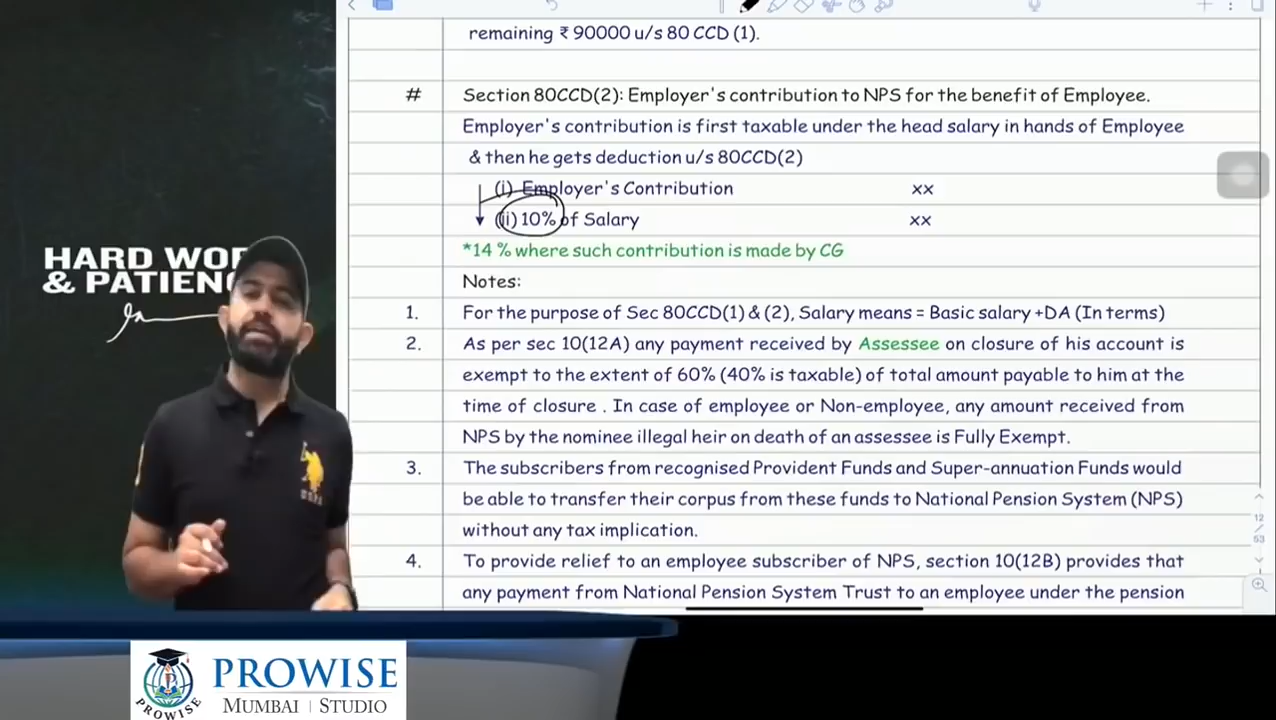 remaining ₹ 90000 u/s 80 CCD (1).
# Section 80CCD(2): Employer's contribution to NPS for the benefit of Employee.
Employer's contribution is first taxable under the head salary in hands of Employee
& then he gets deduction u/s 80CCD(2)
(i) Employer's Contribution xx
(ii) 10% of Salary xx
*14 % where such contribution is made by CG
Notes:
1. For the purpose of Sec 80CCD(1) & (2), Salary means = Basic salary +DA (In terms)
2. As per sec 10(12A) any payment received by Assessee on closure of his account is
exempt to the extent of 60% (40% is taxable) of total amount payable to him at the
time of closure . In case of employee or Non-employee, any amount received from
NPS by the nominee illegal heir on death of an assessee is Fully Exempt.
3. The subscribers from recognised Provident Funds and Super-annuation Funds would
be able to transfer their corpus from these funds to National Pension System (NPS)
without any tax implication.
4. To provide relief to an employee subscriber of NPS, section 10(12B) provides that
any payment from National Pension System Trust to an employee under the pension
12
/
63
HARD WOR
& PATIENC
U.S.P.A.
PROWISE
PROWISE
MUMBAI | STUDIO